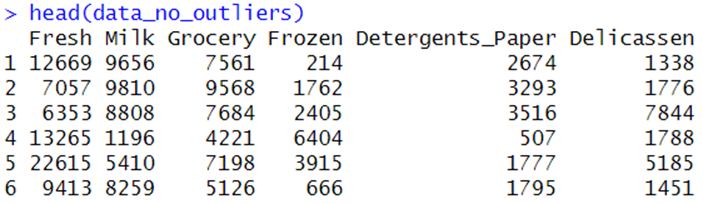 > head(data_no_outliers)
Fresh Milk Grocery Frozen Detergents_Paper Delicassen
1 12669 9656 7561 214 2674 1338
2 7057 9810 9568 1762 3293 1776
3 6353 8808 7684 2405 3516 7844
4 13265 1196 4221 6404 507 1788
5 22615 5410 7198 3915 1777 5185
6 9413 8259 5126 666 1795 1451